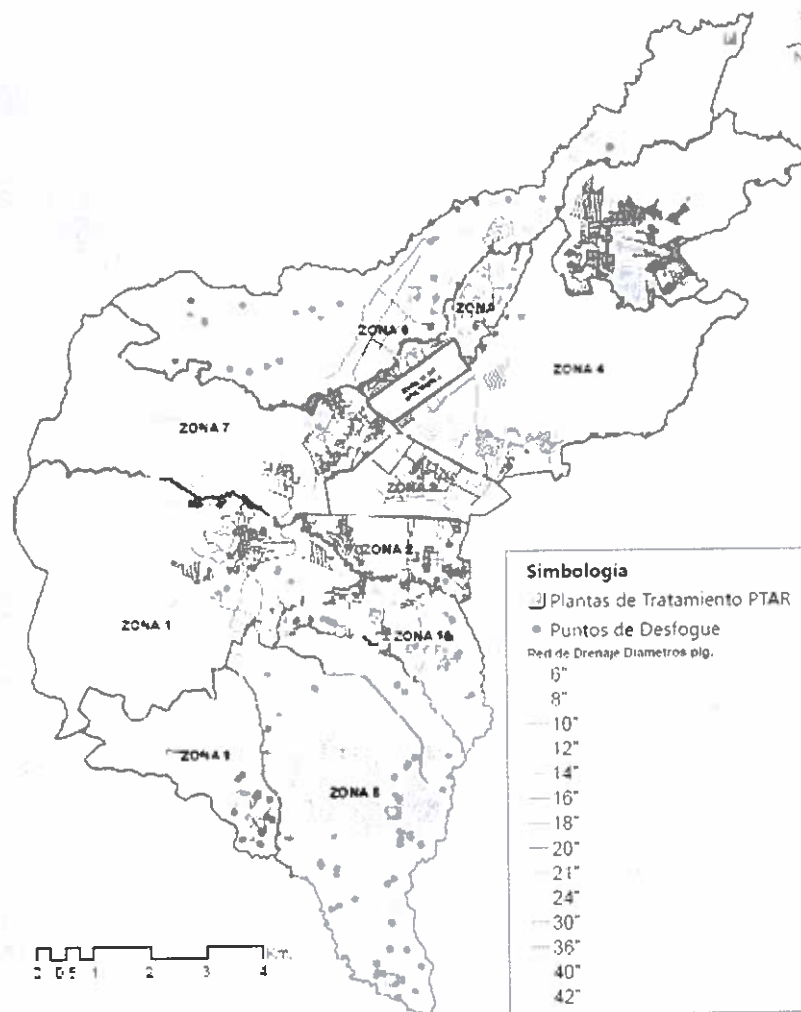 N
ZONA 6
ZONA
ZONA 4
ZONA 7
ZONA 2
ZONA 1
ZONA 8
Simbología
Plantas de Tratamiento PTAR
Puntos de Desfogue
Red de Drenaje Diametros plg.
6"
8"
10"
12"
14"
16"
18"
20"
21"
24"
30"
36"
40"
42"
Km.
1 2 3 4